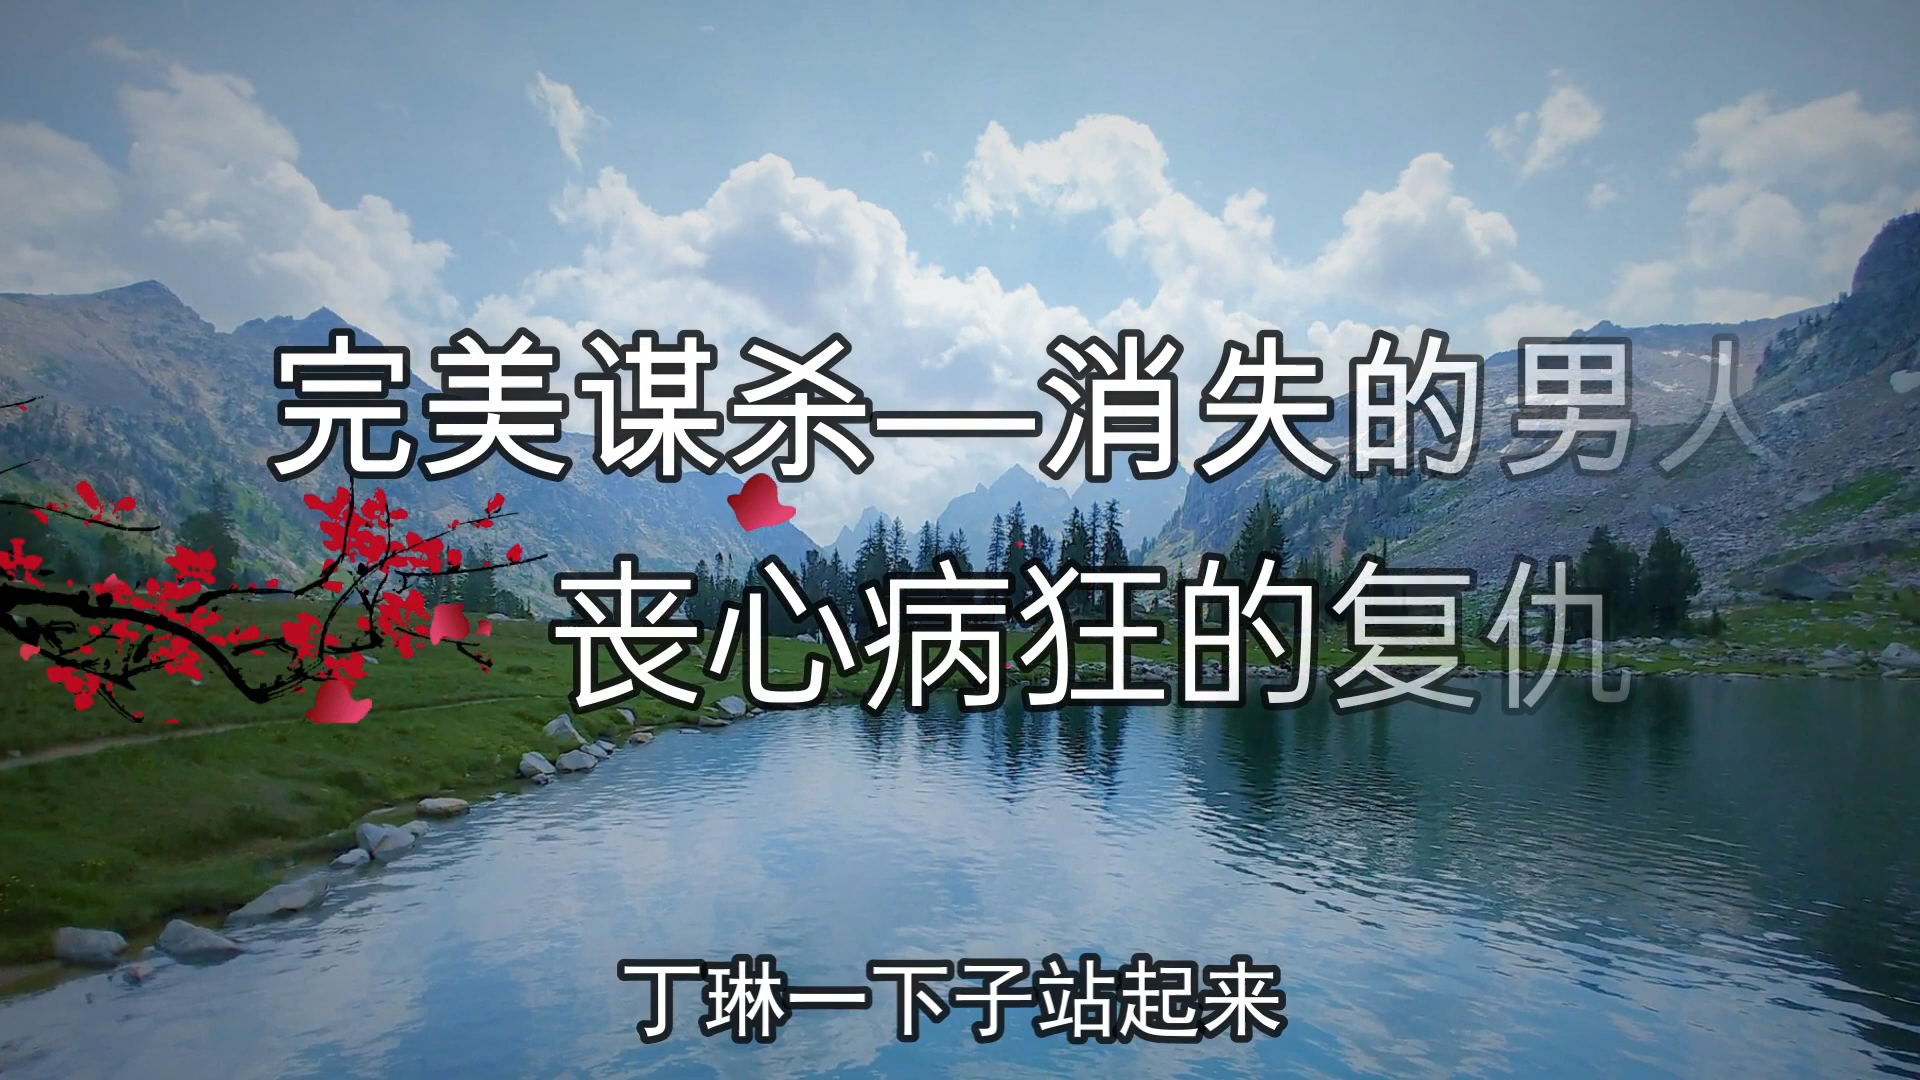 完美谋杀—消失的男人
丧心病狂的复仇
丁琳一下子站起来